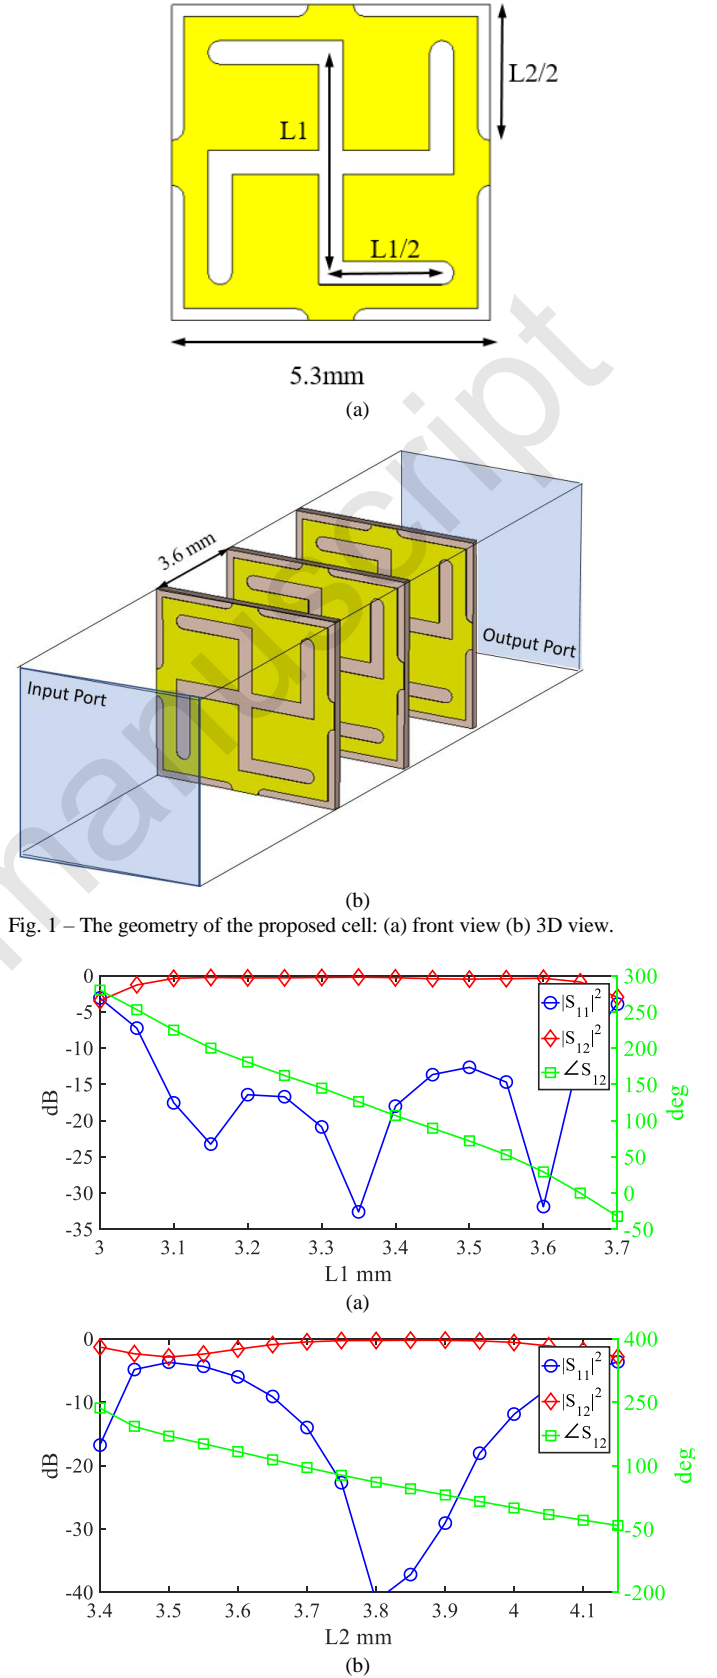 L2/2
L1
L1/2
5.3mm
(a)
3.6 mm
Output Port
Input Port
manuscript
(b)
Fig. 1 – The geometry of the proposed cell: (a) front view (b) 3D view.
0
-5
-10
-15
-20
-25
-30
-35
dB
300
250
200
150
100
50
0
-50
deg
|S11|²
|S12|²
∠S12
3 3.1 3.2 3.3 3.4 3.5 3.6 3.7
L1 mm
(a)
0
-10
-20
-30
-40
dB
400
250
100
-50
-200
deg
|S11|²
|S12|²
∠S12
3.4 3.5 3.6 3.7 3.8 3.9 4 4.1
L2 mm
(b)